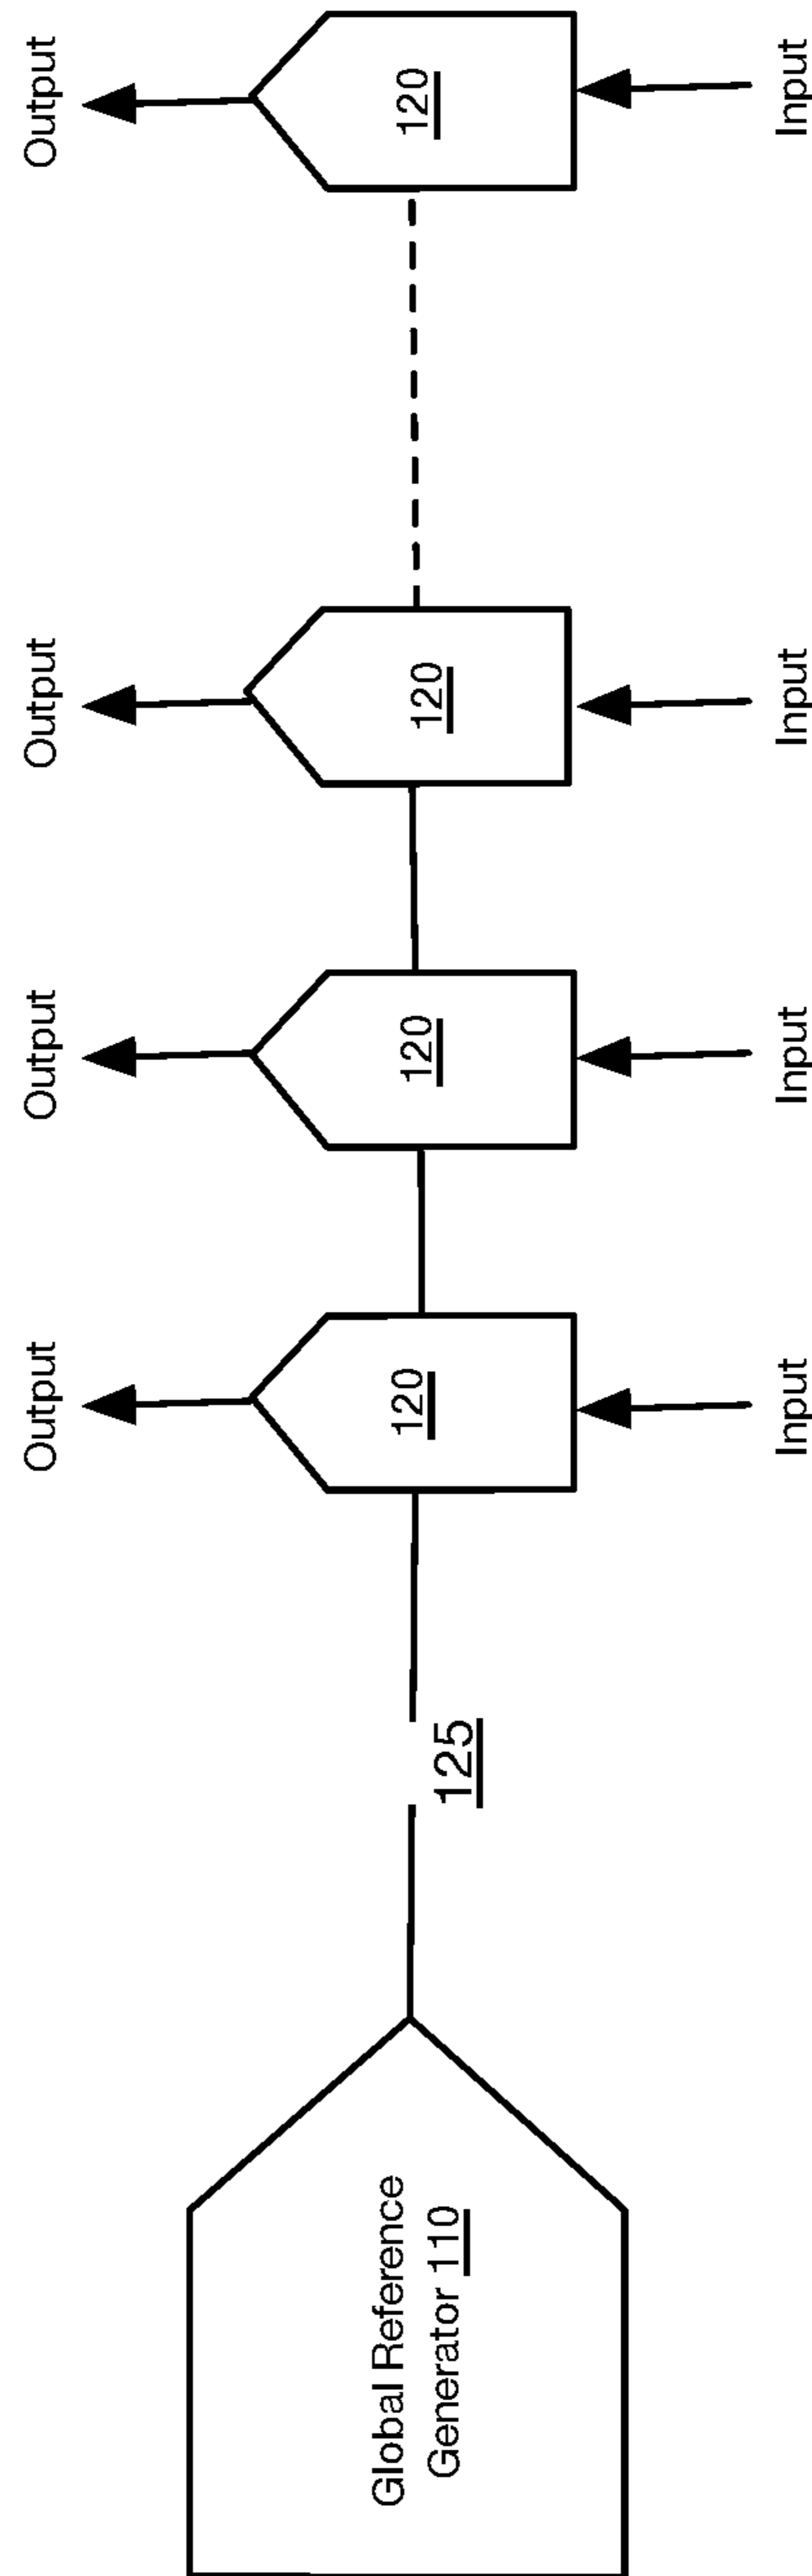 Output
Output
Output
Output
Global Reference
Generator 110
125
120
120
120
120
Input
Input
Input
Input